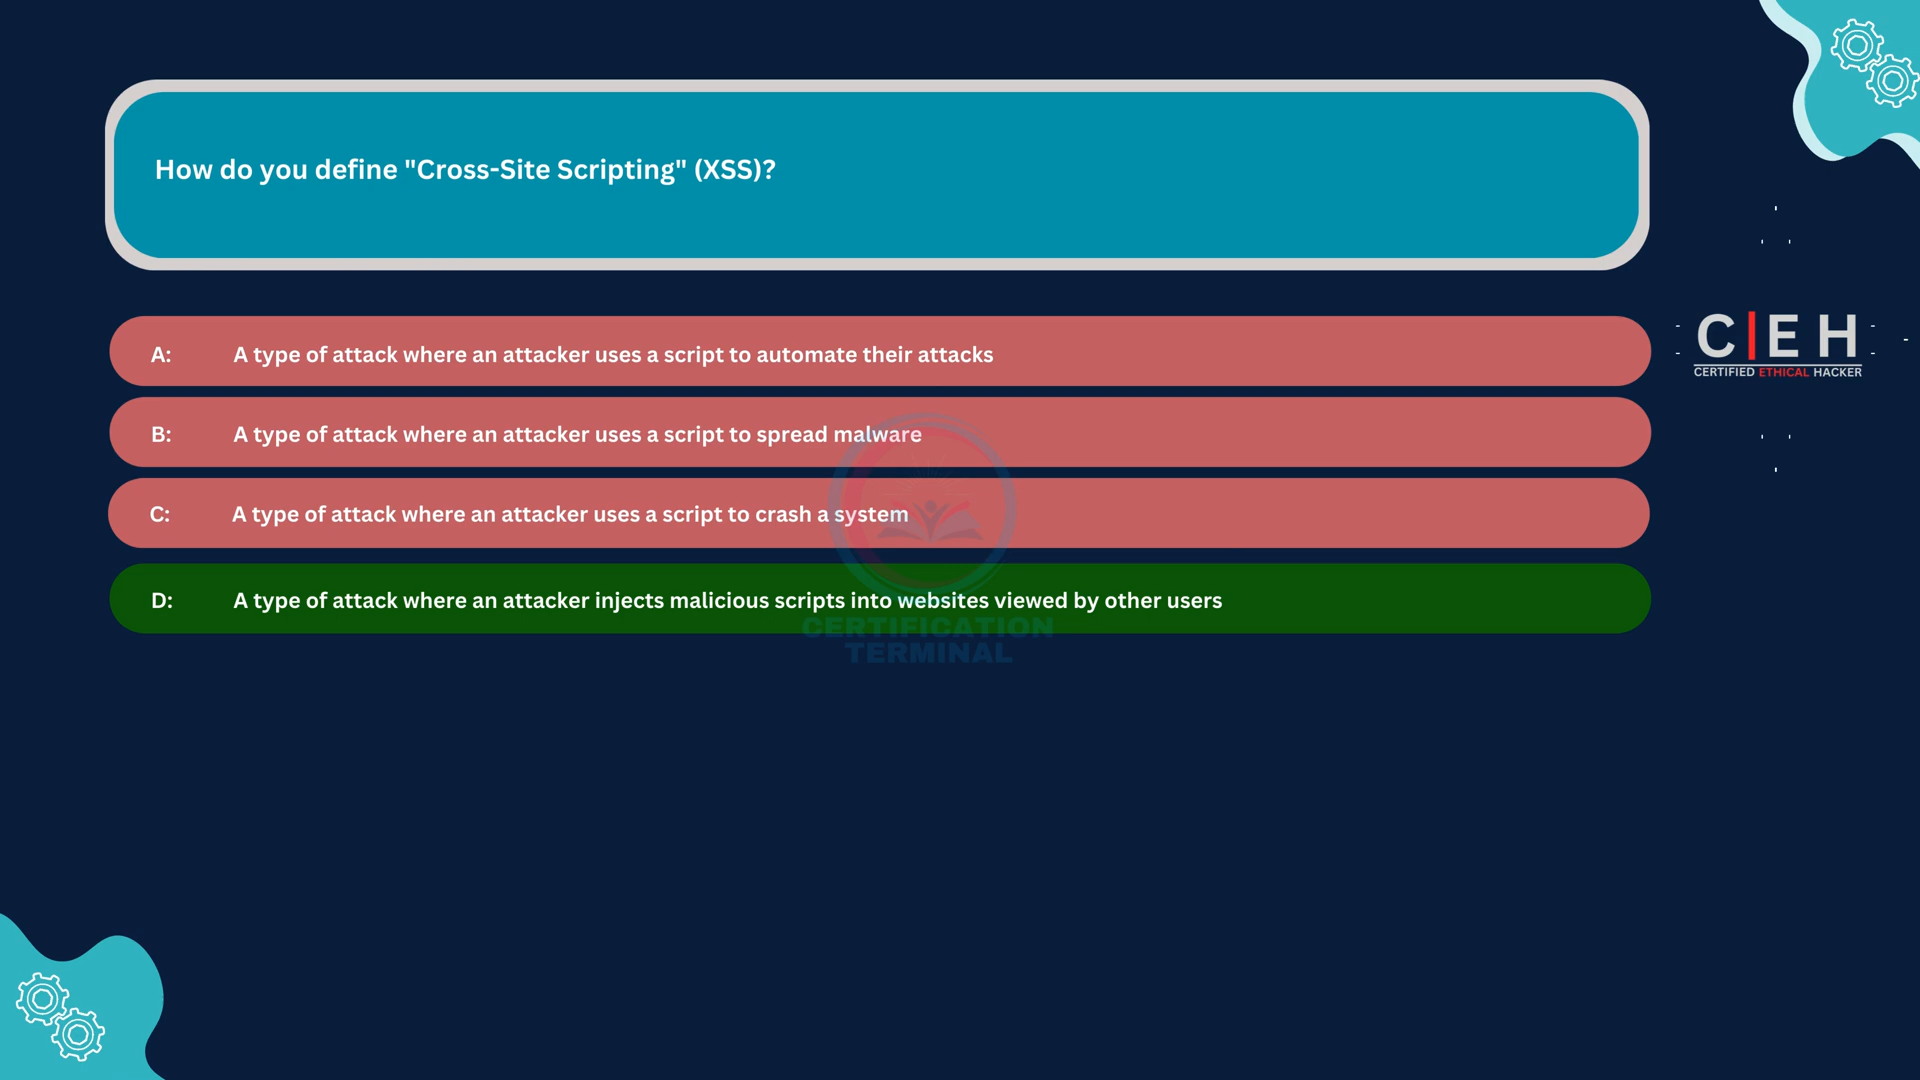 How do you define "Cross-Site Scripting" (XSS)?
A: A type of attack where an attacker uses a script to automate their attacks
B: A type of attack where an attacker uses a script to spread malware
C: A type of attack where an attacker uses a script to crash a system
D: A type of attack where an attacker injects malicious scripts into websites viewed by other users
C|EH
CERTIFIED ETHICAL HACKER
CERTIFICATION
TERMINAL